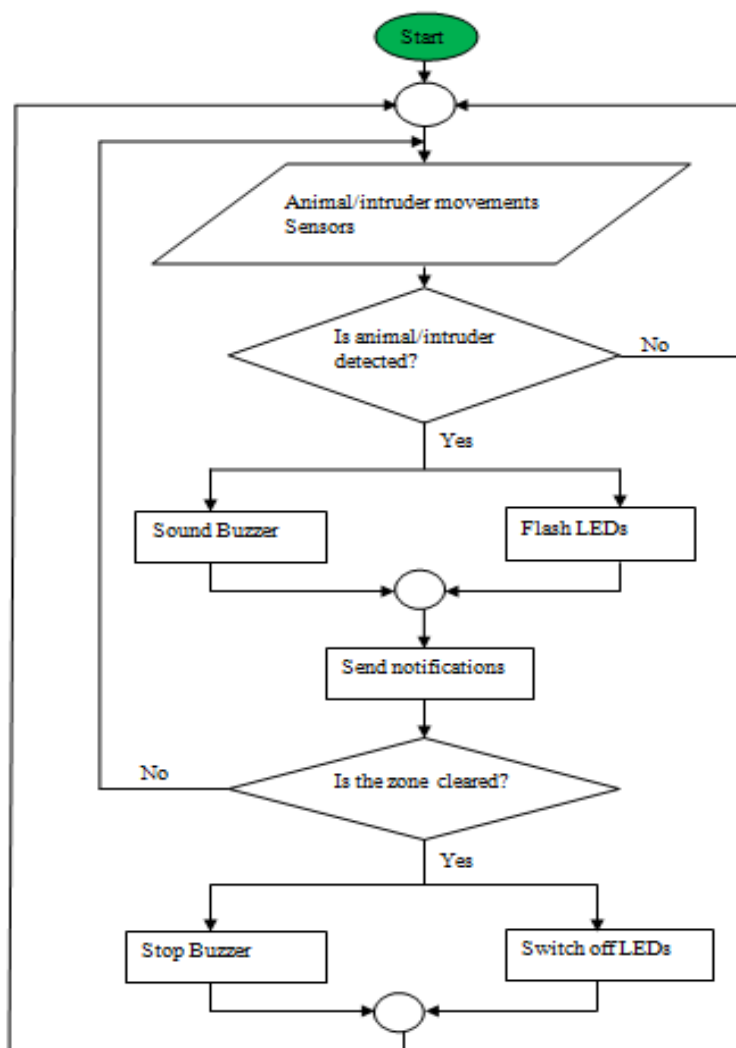 Start
Animal/intruder movements
Sensors
Is animal/intruder
detected?
No
Yes
Sound Buzzer
Flash LEDs
Send notifications
Is the zone cleared?
No
Yes
Stop Buzzer
Switch off LEDs